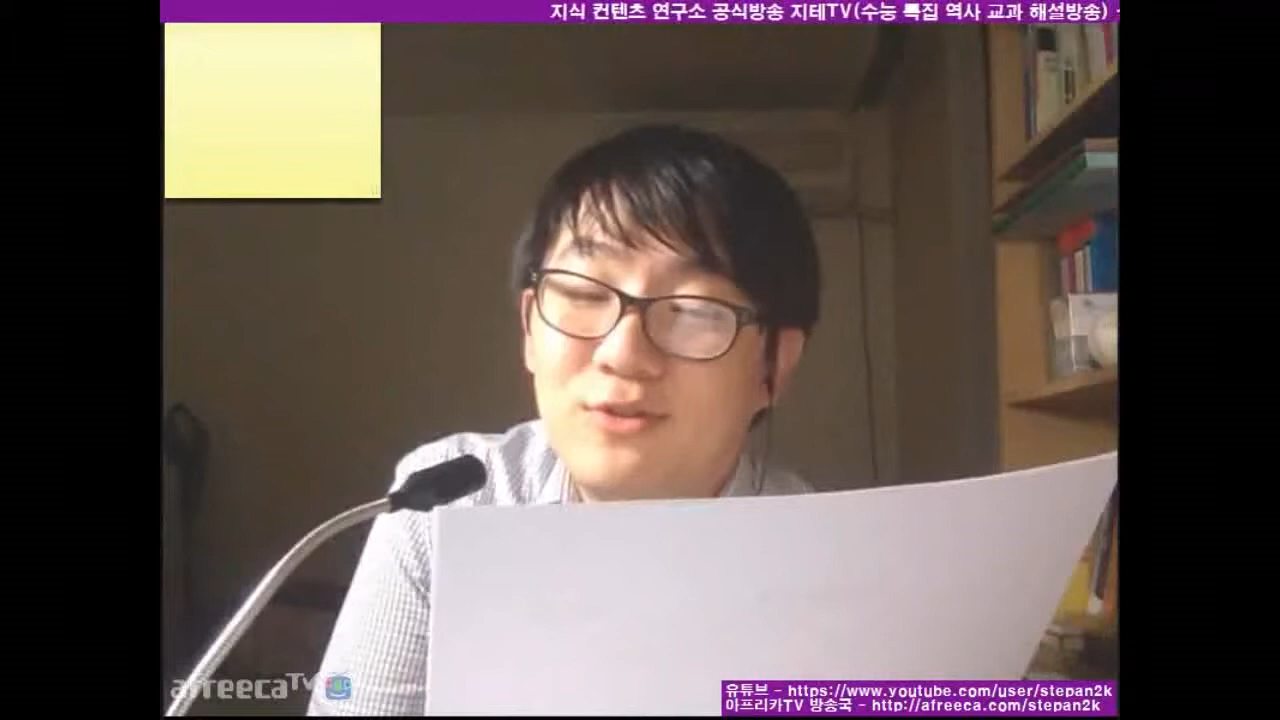 지식 컨텐츠 연구소 공식방송 지테TV(수능 특집 역사 교과 해설방송)
afreecaTV
유튜브 - https://www.youtube.com/user/stepan2k
아프리카TV 방송국 - http://afreeca.com/stepan2k